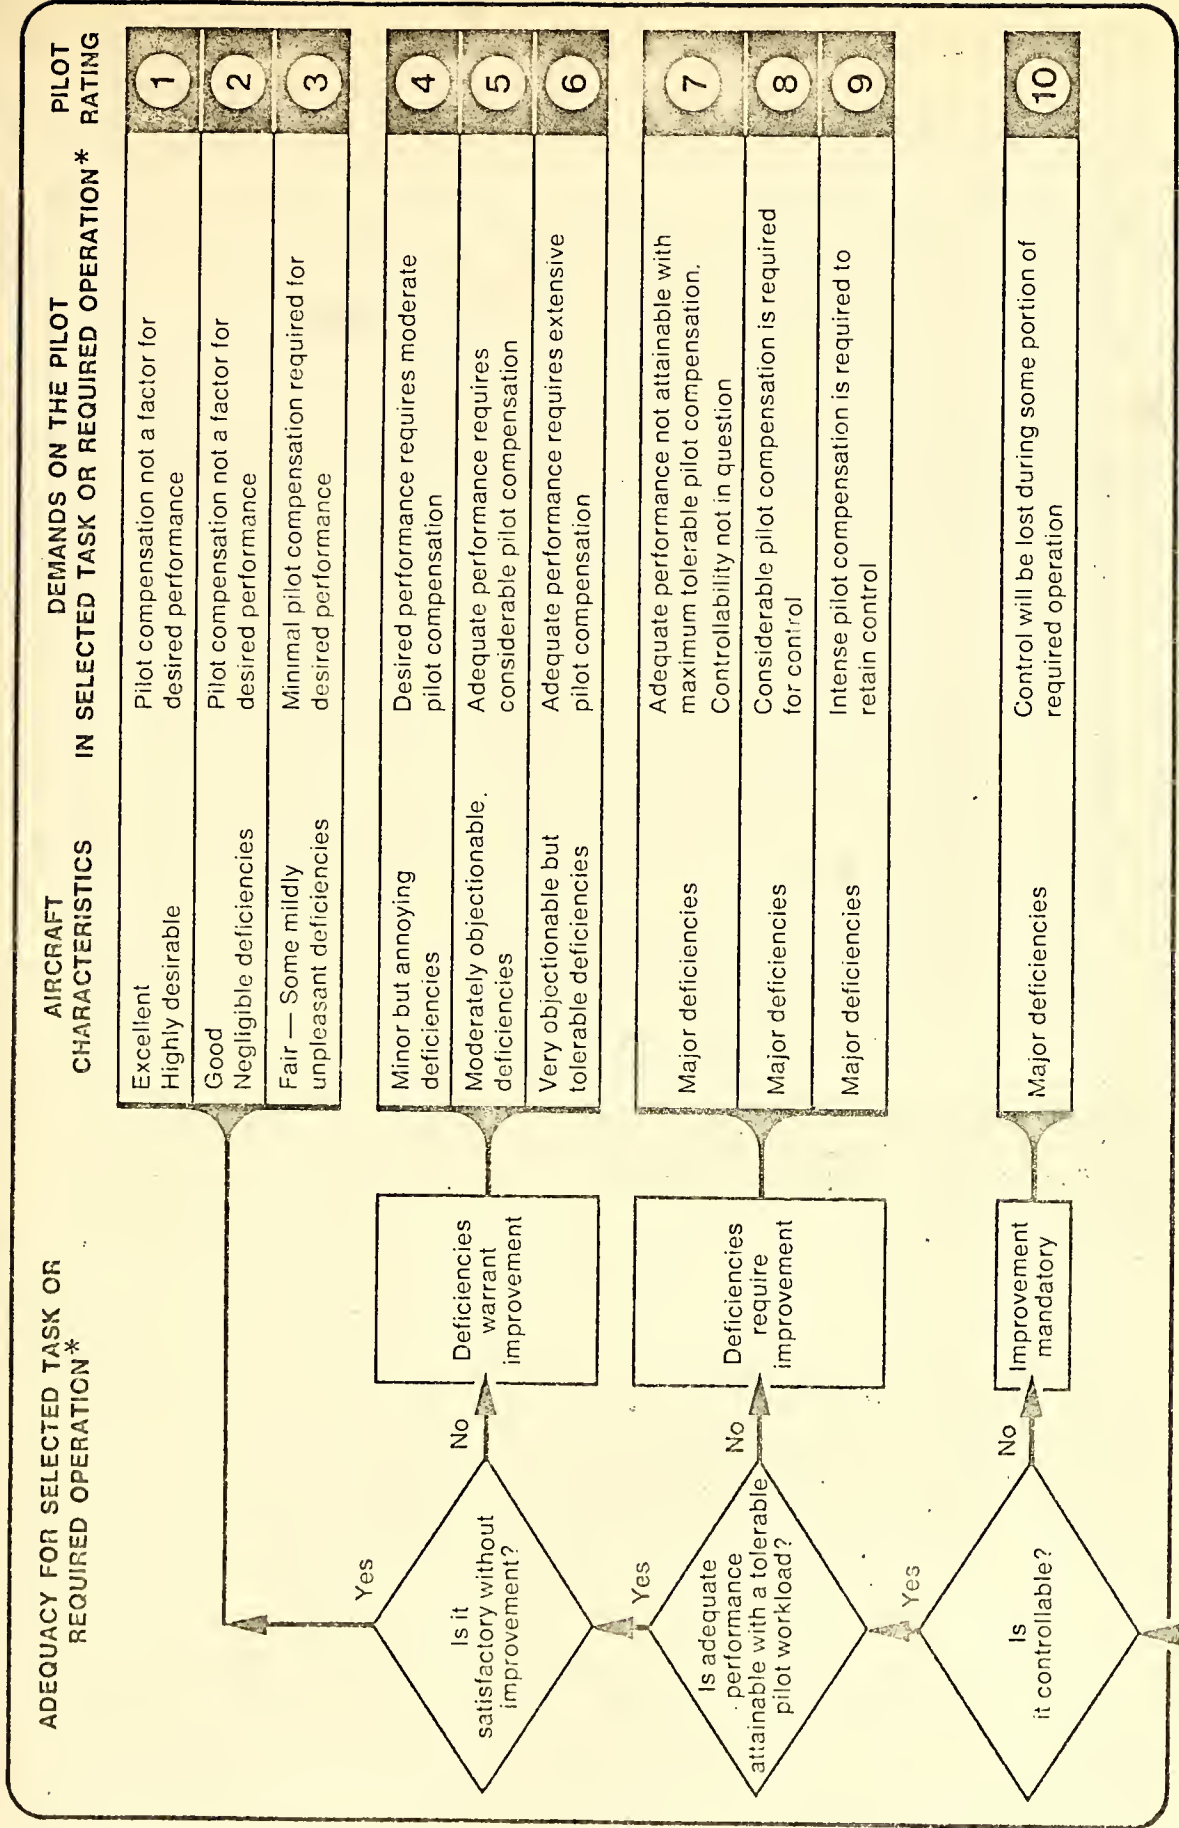 ADEQUACY FOR SELECTED TASK OR
REQUIRED OPERATION*
AIRCRAFT
CHARACTERISTICS
DEMANDS ON THE PILOT
IN SELECTED TASK OR REQUIRED OPERATION*
PILOT
RATING
Excellent
Highly desirable
Pilot compensation not a factor for
desired performance
1
Good
Negligible deficiencies
Pilot compensation not a factor for
desired performance
2
Fair — Some mildly
unpleasant deficiencies
Minimal pilot compensation required for
desired performance
3
Yes
Is it
satisfactory without
improvement?
No
Deficiencies
warrant
improvement
Minor but annoying
deficiencies
Desired performance requires moderate
pilot compensation
4
Moderately objectionable.
deficiencies
Adequate performance requires
considerable pilot compensation
5
Very objectionable but
tolerable deficiencies
Adequate performance requires extensive
pilot compensation
6
Yes
Is adequate
performance
attainable with a tolerable
pilot workload?
No
Deficiencies
require
improvement
Major deficiencies
Adequate performance not attainable with
maximum tolerable pilot compensation.
Controllability not in question
7
Major deficiencies
Considerable pilot compensation is required
for control
8
Major deficiencies
Intense pilot compensation is required to
retain control
9
Yes
Is
it controllable?
No
Improvement
mandatory
Major deficiencies
Control will be lost during some portion of
required operation
10